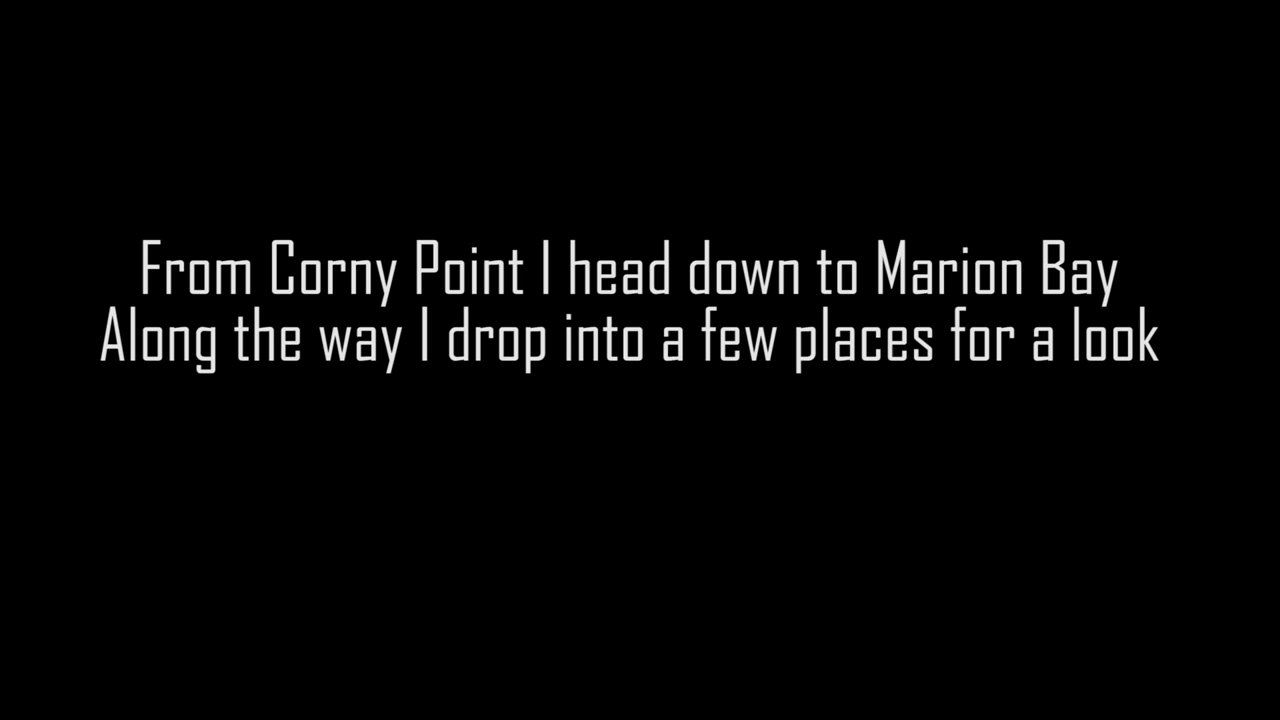 From Corny Point I head down to Marion Bay
Along the way I drop into a few places for a look